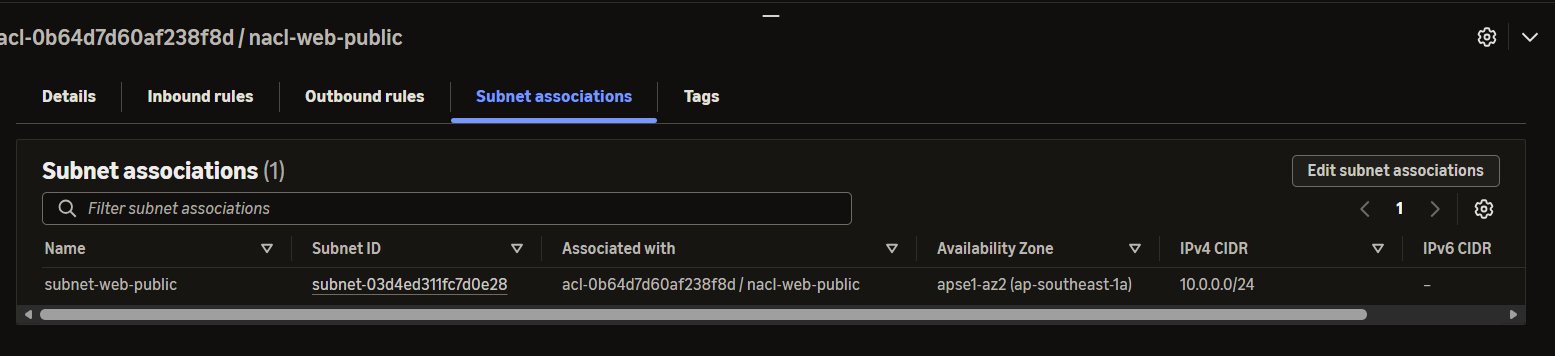 acl-0b64d7d60af238f8d / nacl-web-public
Details Inbound rules Outbound rules Subnet associations Tags
Subnet associations (1)
Edit subnet associations
Filter subnet associations
1
Name Subnet ID Associated with Availability Zone IPv4 CIDR IPv6 CIDR
subnet-web-public subnet-03d4ed311fc7d0e28 acl-0b64d7d60af238f8d / nacl-web-public apse1-az2 (ap-southeast-1a) 10.0.0.0/24 –